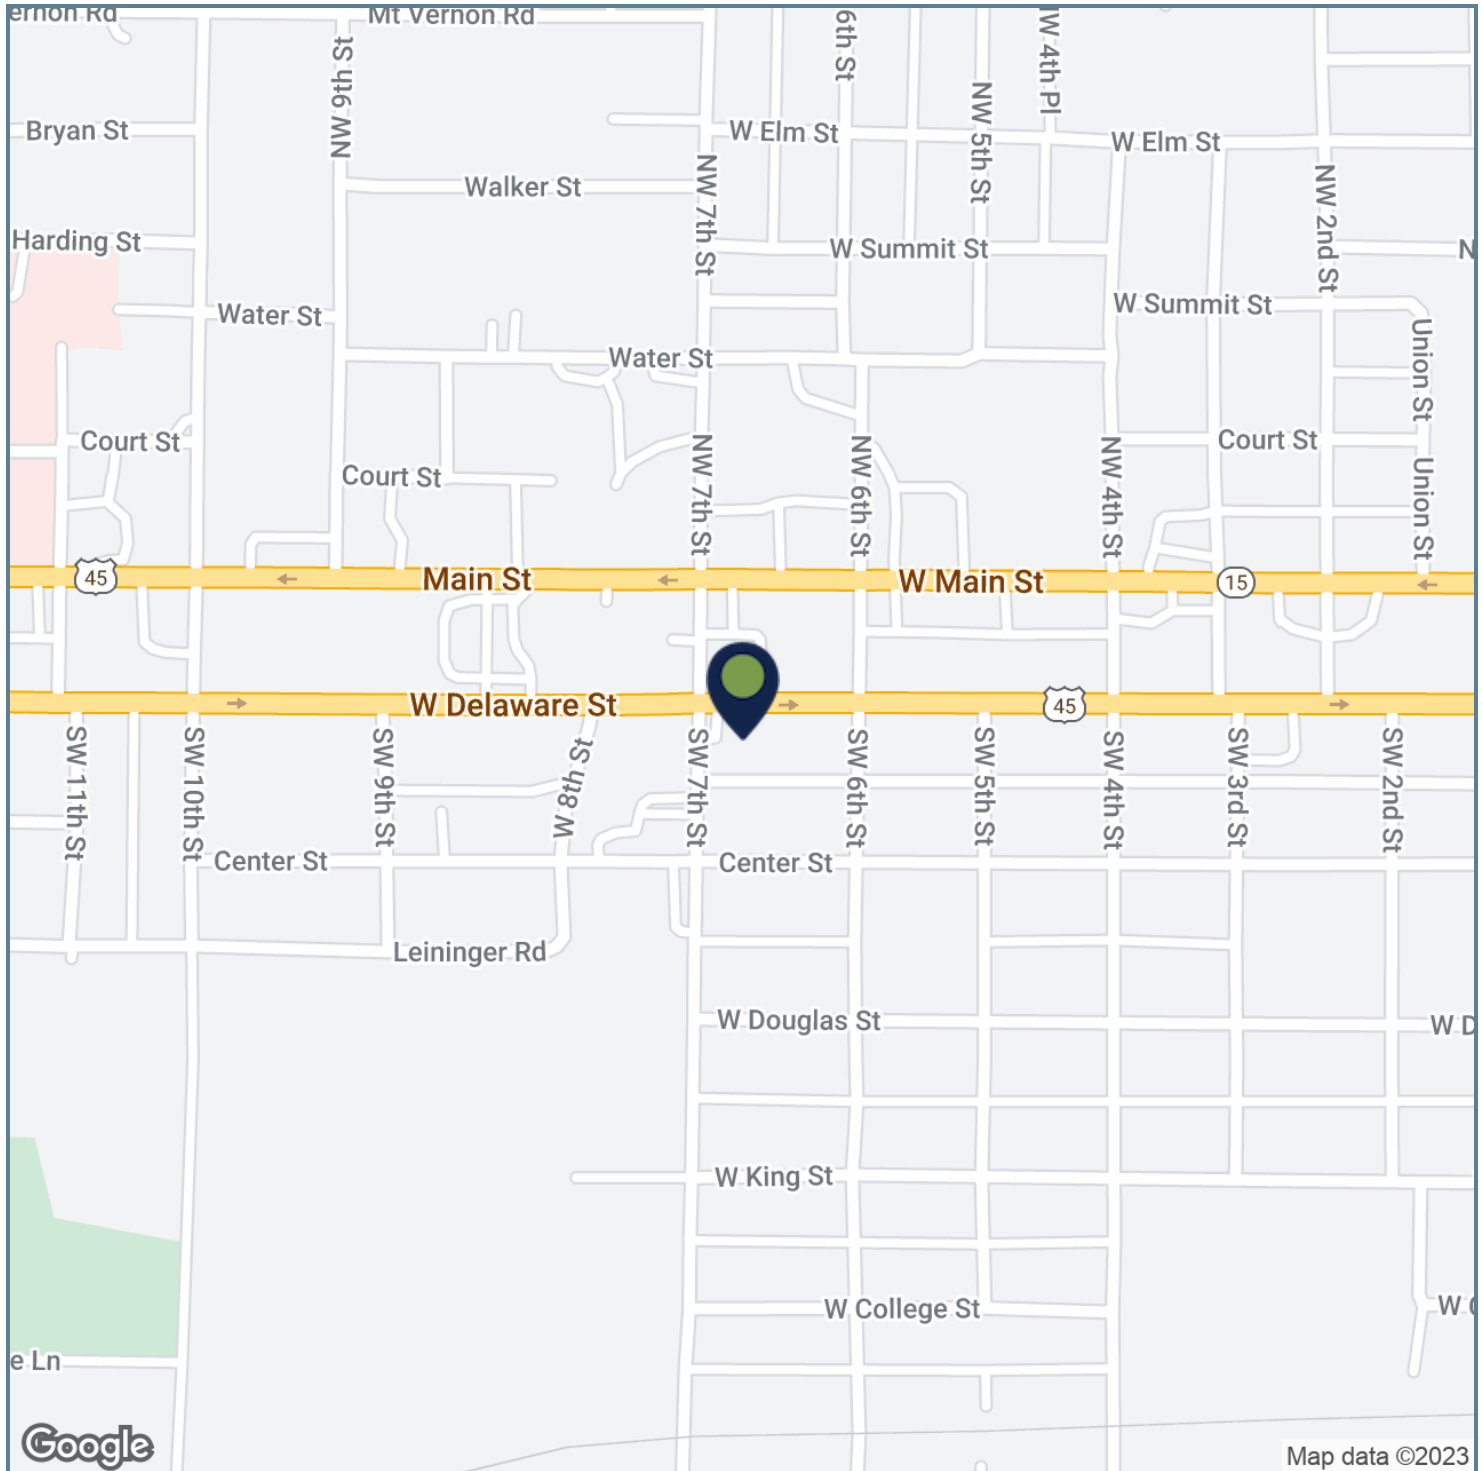 ernon Rd
Mt Vernon Rd
6th St
NW 4th Pl
NW 9th St
NW 5th St
Bryan St
W Elm St
W Elm St
NW 7th St
Walker St
NW 2nd St
Harding St
W Summit St
N
Water St
W Summit St
Union St
Water St
Court St
Court St
NW 7th St
NW 6th St
NW 4th St
Court St
Union St
45
Main St
W Main St
15
W Delaware St
45
SW 11th St
SW 10th St
SW 9th St
W 8th St
SW 7th St
SW 6th St
SW 5th St
SW 4th St
SW 3rd St
SW 2nd St
Center St
Center St
Leininger Rd
W Douglas St
W D
W King St
W College St
W C
e Ln
Google
Map data ©2023